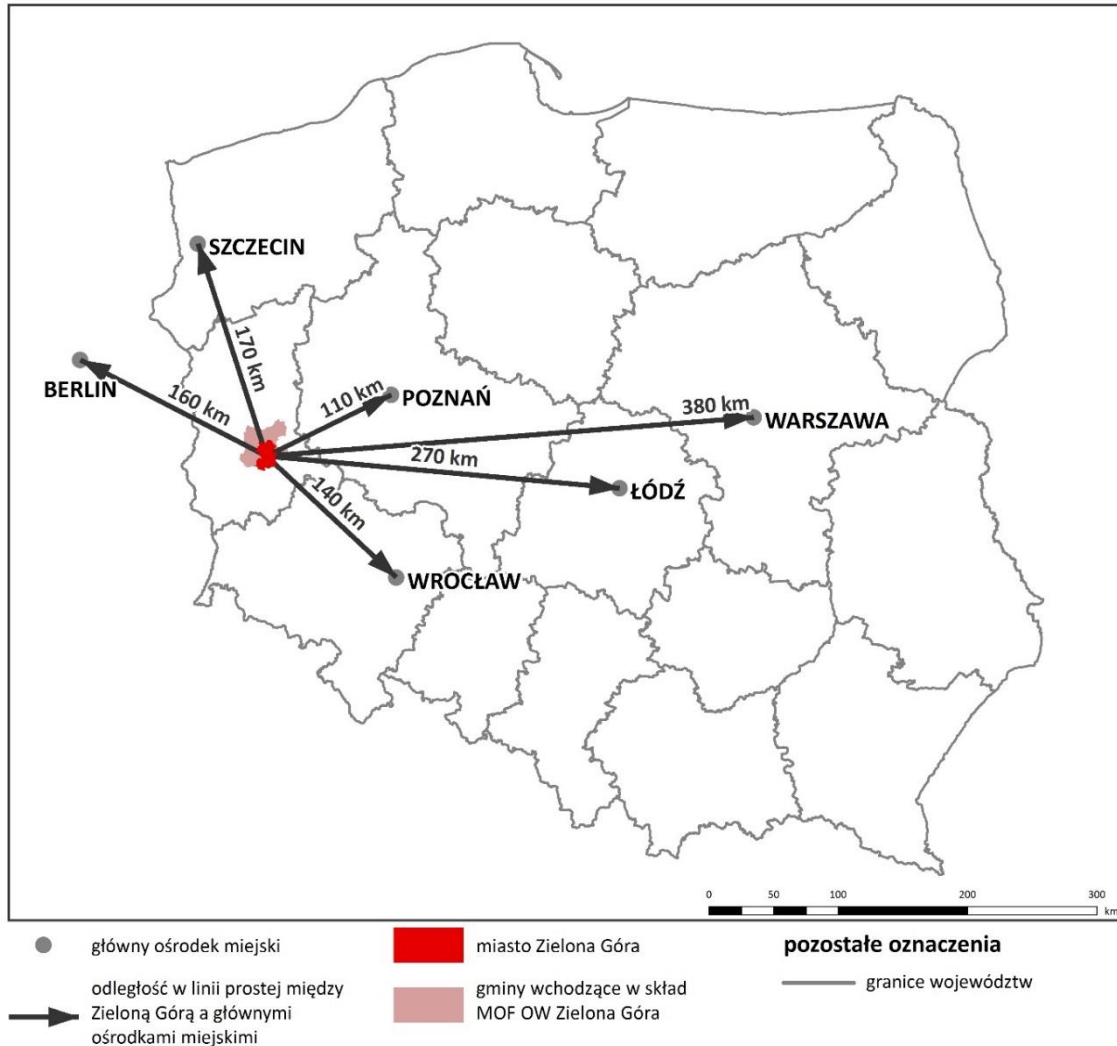 SZCZECIN
170 km
BERLIN
160 km
110 km
POZNAŃ
380 km
WARSZAWA
270 km
ŁÓDŹ
140 km
WROCŁAW
0 50 100 200 300
km
główny ośrodek miejski
odległość w linii prostej między
Zieloną Górą a głównymi
ośrodkami miejskimi
miasto Zielona Góra
gminy wchodzące w skład
MOF OW Zielona Góra
pozostałe oznaczenia
granice województw